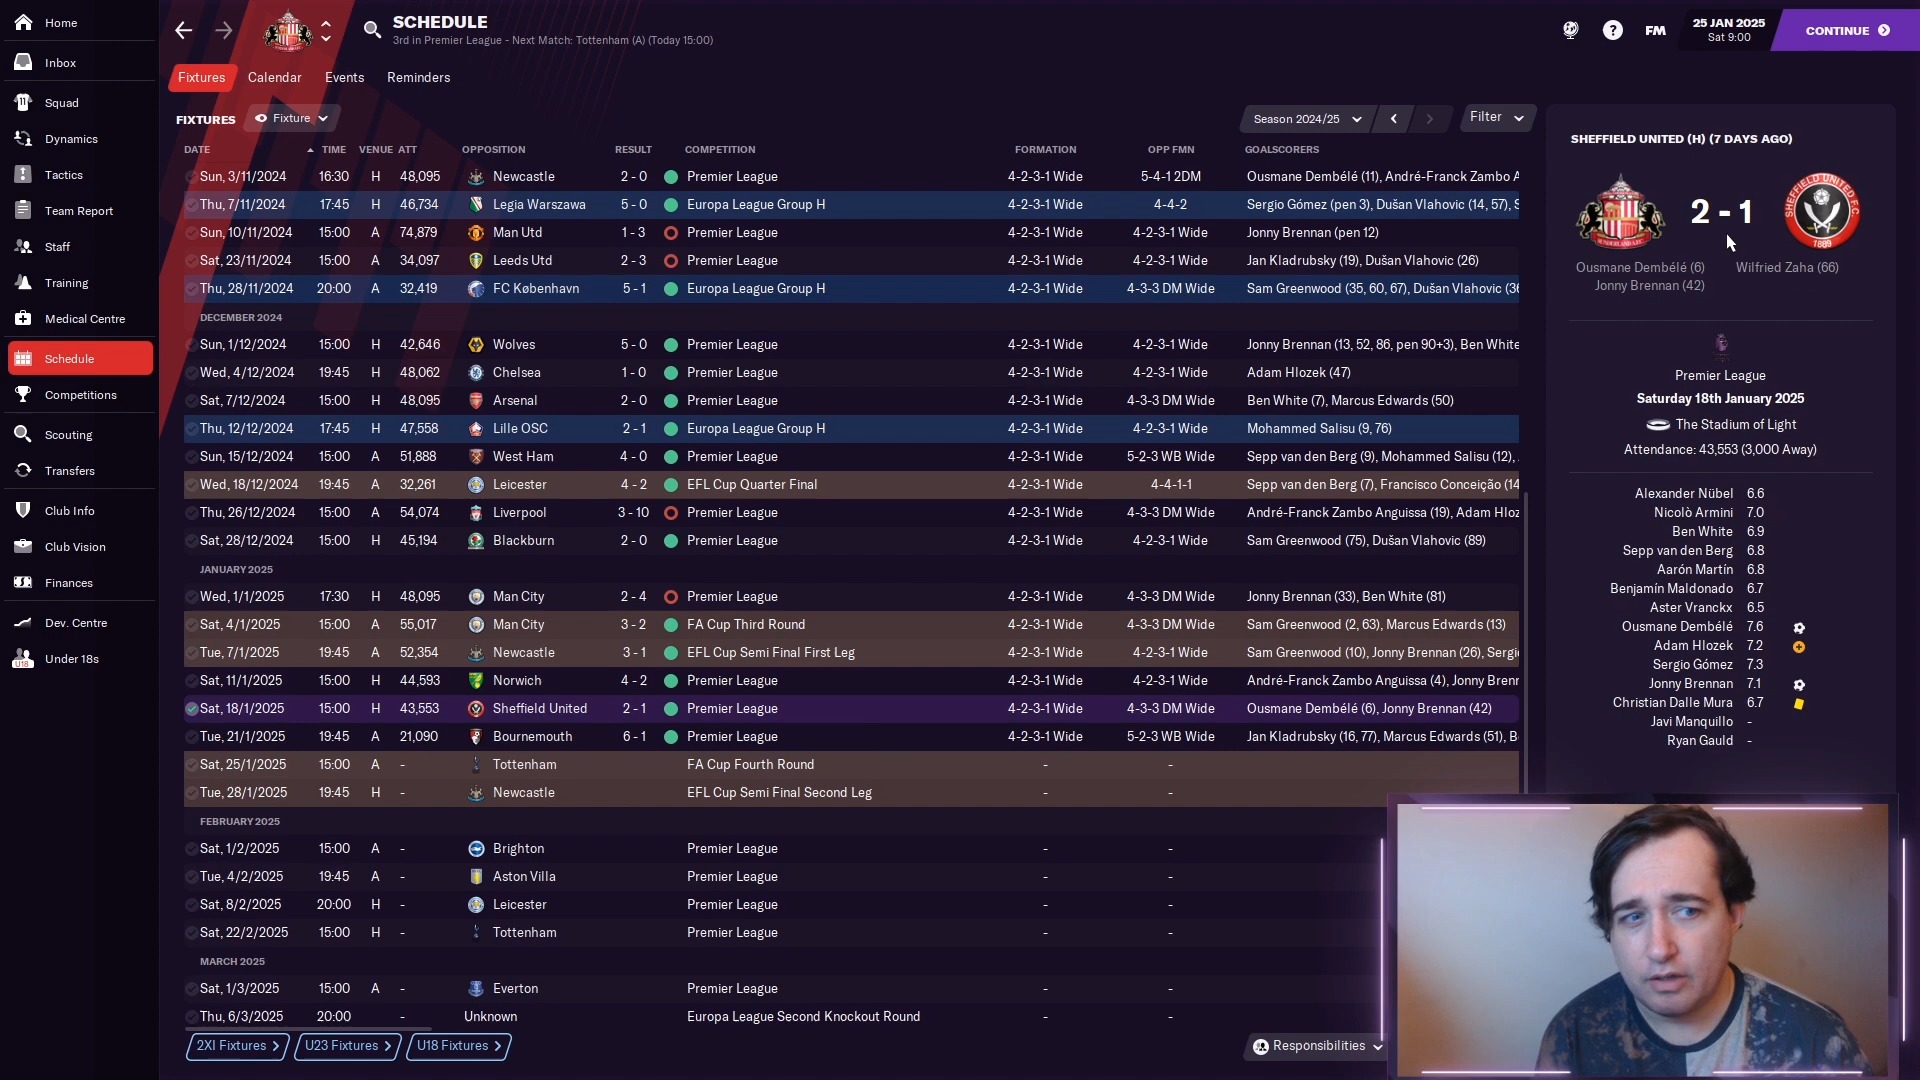 Home
Inbox
Squad
Dynamics
Tactics
Team Report
Staff
Training
Medical Centre
Schedule
Competitions
Scouting
Transfers
Club Info
Club Vision
Finances
Dev. Centre
Under 18s
SCHEDULE
3rd in Premier League - Next Match: Tottenham (A) (Today 15:00)
FM
25 JAN 2025
Sat 9:00
CONTINUE
Fixtures Calendar Events Reminders
FIXTURES Fixture
Season 2024/25
Filter
DATE TIME VENUE ATT OPPOSITION RESULT COMPETITION FORMATION OPP FMN GOALSCORERS
Sun, 3/11/2024 16:30 H 48,095 Newcastle 2 - 0 Premier League 4-2-3-1 Wide 5-4-1 2DM Ousmane Dembélé (11), André-Franck Zambo A
Thu, 7/11/2024 17:45 H 46,734 Legia Warszawa 5 - 0 Europa League Group H 4-2-3-1 Wide 4-4-2 Sergio Gómez (pen 3), Dušan Vlahovic (14, 57), S
Sun, 10/11/2024 15:00 A 74,879 Man Utd 1 - 3 Premier League 4-2-3-1 Wide 4-2-3-1 Wide Jonny Brennan (pen 12)
Sat, 23/11/2024 15:00 A 34,097 Leeds Utd 2 - 3 Premier League 4-2-3-1 Wide 4-2-3-1 Wide Jan Kladrubsky (19), Dušan Vlahovic (26)
Thu, 28/11/2024 20:00 A 32,419 FC København 5 - 1 Europa League Group H 4-2-3-1 Wide 4-3-3 DM Wide Sam Greenwood (35, 60, 67), Dušan Vlahovic (36
DECEMBER 2024
Sun, 1/12/2024 15:00 H 42,646 Wolves 5 - 0 Premier League 4-2-3-1 Wide 4-2-3-1 Wide Jonny Brennan (13, 52, 86, pen 90+3), Ben White
Wed, 4/12/2024 19:45 H 48,062 Chelsea 1 - 0 Premier League 4-2-3-1 Wide 4-2-3-1 Wide Adam Hlozek (47)
Sat, 7/12/2024 15:00 H 48,095 Arsenal 2 - 0 Premier League 4-2-3-1 Wide 4-3-3 DM Wide Ben White (7), Marcus Edwards (50)
Thu, 12/12/2024 17:45 H 47,558 Lille OSC 2 - 1 Europa League Group H 4-2-3-1 Wide 4-2-3-1 Wide Mohammed Salisu (9, 76)
Sun, 15/12/2024 15:00 A 51,888 West Ham 4 - 0 Premier League 4-2-3-1 Wide 5-2-3 WB Wide Sepp van den Berg (9), Mohammed Salisu (12), .
Wed, 18/12/2024 19:45 A 32,261 Leicester 4 - 2 EFL Cup Quarter Final 4-2-3-1 Wide 4-4-1-1 Sepp van den Berg (7), Francisco Conceição (14
Thu, 26/12/2024 15:00 A 54,074 Liverpool 3 - 10 Premier League 4-2-3-1 Wide 4-3-3 DM Wide André-Franck Zambo Anguissa (19), Adam Hloz
Sat, 28/12/2024 15:00 H 45,194 Blackburn 2 - 0 Premier League 4-2-3-1 Wide 4-2-3-1 Wide Sam Greenwood (75), Dušan Vlahovic (89)
JANUARY 2025
Wed, 1/1/2025 17:30 H 48,095 Man City 2 - 4 Premier League 4-2-3-1 Wide 4-3-3 DM Wide Jonny Brennan (33), Ben White (81)
Sat, 4/1/2025 15:00 A 55,017 Man City 3 - 2 FA Cup Third Round 4-2-3-1 Wide 4-3-3 DM Wide Sam Greenwood (2, 63), Marcus Edwards (13)
Tue, 7/1/2025 19:45 A 52,354 Newcastle 3 - 1 EFL Cup Semi Final First Leg 4-2-3-1 Wide 4-2-3-1 Wide Sam Greenwood (10), Jonny Brennan (26), Sergi
Sat, 11/1/2025 15:00 H 44,593 Norwich 4 - 2 Premier League 4-2-3-1 Wide 4-2-3-1 Wide André-Franck Zambo Anguissa (4), Jonny Brenn
Sat, 18/1/2025 15:00 H 43,553 Sheffield United 2 - 1 Premier League 4-2-3-1 Wide 4-3-3 DM Wide Ousmane Dembélé (6), Jonny Brennan (42)
Tue, 21/1/2025 19:45 A 21,090 Bournemouth 6 - 1 Premier League 4-2-3-1 Wide 5-2-3 WB Wide Jan Kladrubsky (16, 77), Marcus Edwards (51), B
Sat, 25/1/2025 15:00 A - Tottenham FA Cup Fourth Round - -
Tue, 28/1/2025 19:45 H - Newcastle EFL Cup Semi Final Second Leg - -
FEBRUARY 2025
Sat, 1/2/2025 15:00 A - Brighton Premier League - -
Tue, 4/2/2025 19:45 A - Aston Villa Premier League - -
Sat, 8/2/2025 20:00 H - Leicester Premier League - -
Sat, 22/2/2025 15:00 H - Tottenham Premier League - -
MARCH 2025
Sat, 1/3/2025 15:00 A - Everton Premier League - -
Thu, 6/3/2025 20:00 - Unknown Europa League Second Knockout Round - -
2XI Fixtures U23 Fixtures U18 Fixtures
Responsibilities
SHEFFIELD UNITED (H) (7 DAYS AGO)
2 - 1
Ousmane Dembélé (6) Wilfried Zaha (66)
Jonny Brennan (42)
Premier League
Saturday 18th January 2025
The Stadium of Light
Attendance: 43,553 (3,000 Away)
Alexander Nübel 6.6
Nicolò Armini 7.0
Ben White 6.9
Sepp van den Berg 6.8
Aarón Martín 6.8
Benjamín Maldonado 6.7
Aster Vranckx 6.5
Ousmane Dembélé 7.6
Adam Hlozek 7.2
Sergio Gómez 7.3
Jonny Brennan 7.1
Christian Dalle Mura 6.7
Javi Manquillo -
Ryan Gauld -